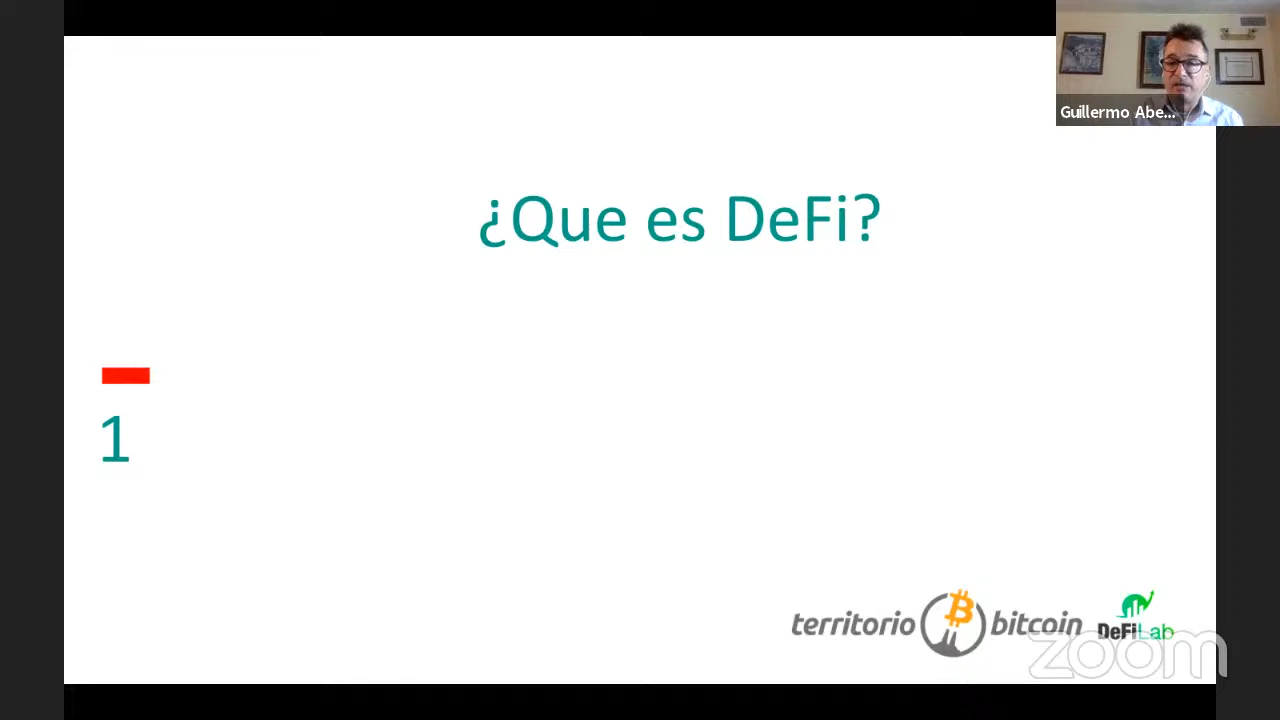 Guillermo Abe...
¿Que es DeFi?
1
territorio bitcoin
DeFiLab
zoom